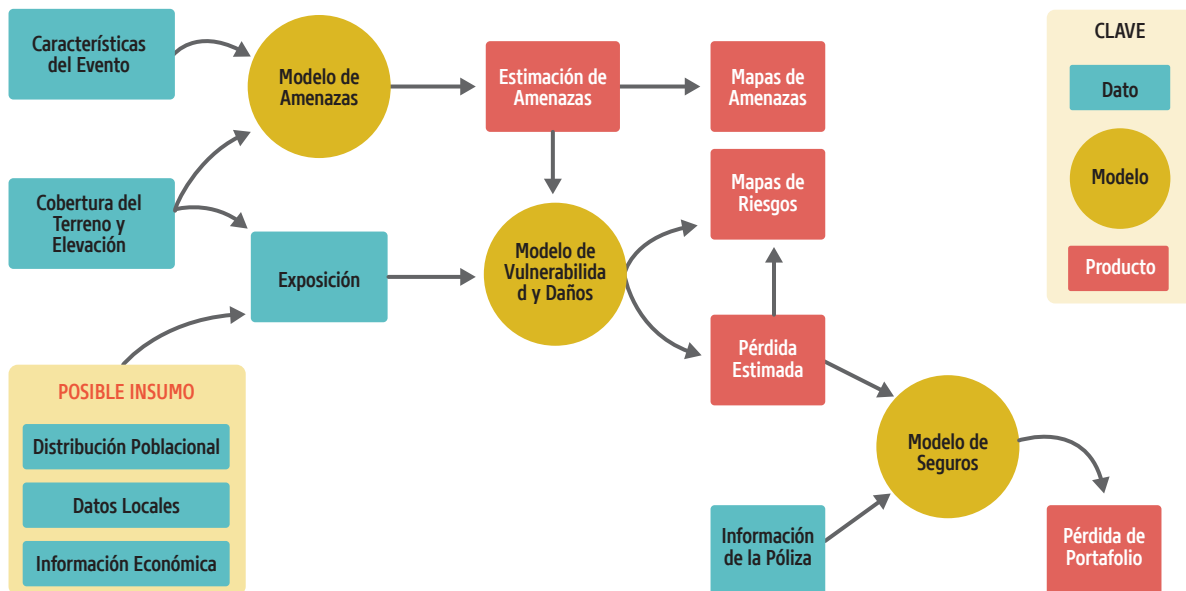 Características
del Evento
Modelo de
Amenazas
Estimación de
Amenazas
Mapas de
Amenazas
CLAVE
Dato
Modelo
Producto
Cobertura del
Terreno y
Elevación
Exposición
Modelo de
Vulnerabilida
d y Daños
Mapas de
Riesgos
Pérdida
Estimada
POSIBLE INSUMO
Distribución Poblacional
Datos Locales
Información Económica
Modelo de
Seguros
Información
de la Póliza
Pérdida de
Portafolio